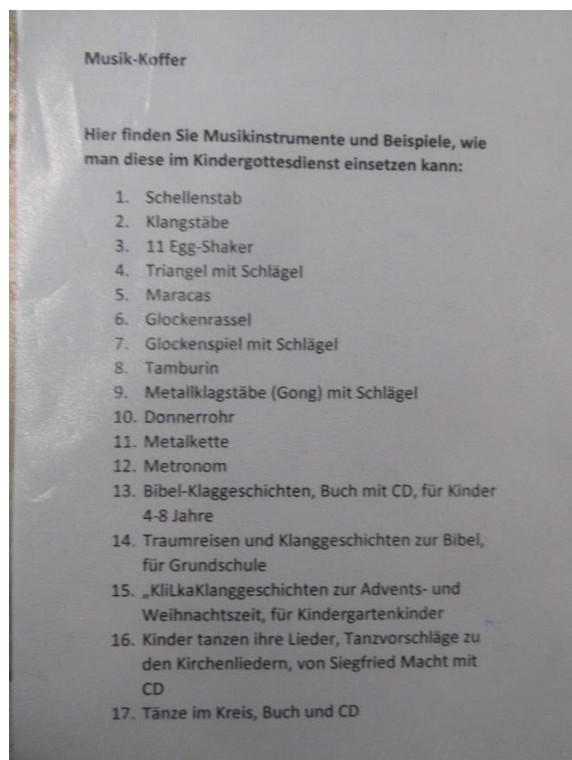 Musik-Koffer
Hier finden Sie Musikinstrumente und Beispiele, wie
man diese im Kindergottesdienst einsetzen kann:
1. Schellenstab
2. Klangstäbe
3. 11 Egg-Shaker
4. Triangel mit Schlägel
5. Maracas
6. Glockenrassel
7. Glockenspiel mit Schlägel
8. Tamburin
9. Metallklagstäbe (Gong) mit Schlägel
10. Donnerrohr
11. Metalkette
12. Metronom
13. Bibel-Klaggeschichten, Buch mit CD, für Kinder
4-8 Jahre
14. Traumreisen und Klanggeschichten zur Bibel,
für Grundschule
15. „KliLkaKlanggeschichten zur Advents- und
Weihnachtszeit, für Kindergartenkinder
16. Kinder tanzen ihre Lieder, Tanzvorschläge zu
den Kirchenliedern, von Siegfried Macht mit
CD
17. Tänze im Kreis, Buch und CD